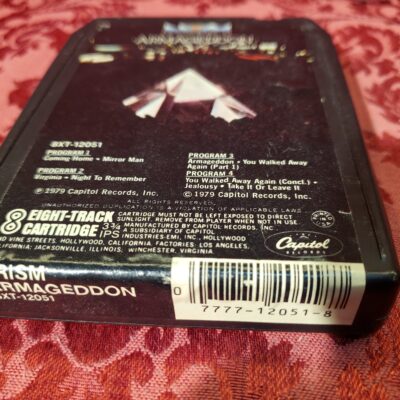 PRISM
ARMAGEDDON
8XT-12051
PROGRAM 1
Coming Home • Mirror Man
PROGRAM 2
Virginia • Night To Remember
℗ 1979 Capitol Records, Inc.
PROGRAM 3
Armageddon • You Walked Away
Again (Part 1)
PROGRAM 4
You Walked Away Again (Concl.) •
Jealousy • Take It Or Leave It
© 1979 Capitol Records, Inc.
ALL RIGHTS RESERVED.
UNAUTHORIZED DUPLICATION IS A VIOLATION OF APPLICABLE LAWS
8 EIGHT-TRACK
CARTRIDGE
3¾
IPS
CARTRIDGE MUST NOT BE LEFT EXPOSED TO DIRECT
SUNLIGHT. REMOVE FROM PLAYER WHEN NOT IN USE
MANUFACTURED BY CAPITOL RECORDS, INC
A SUBSIDIARY OF CAPITOL
INDUSTRIES-EMI, INC., HOLLYWOOD
AND VINE STREETS, HOLLYWOOD, CALIFORNIA. FACTORIES: LOS ANGELES,
CALIFORNIA; JACKSONVILLE, ILLINOIS; WINCHESTER, VIRGINIA
Capitol
RECORDS
PRISM
ARMAGEDDON
8XT-12051
0 7777-12051-8